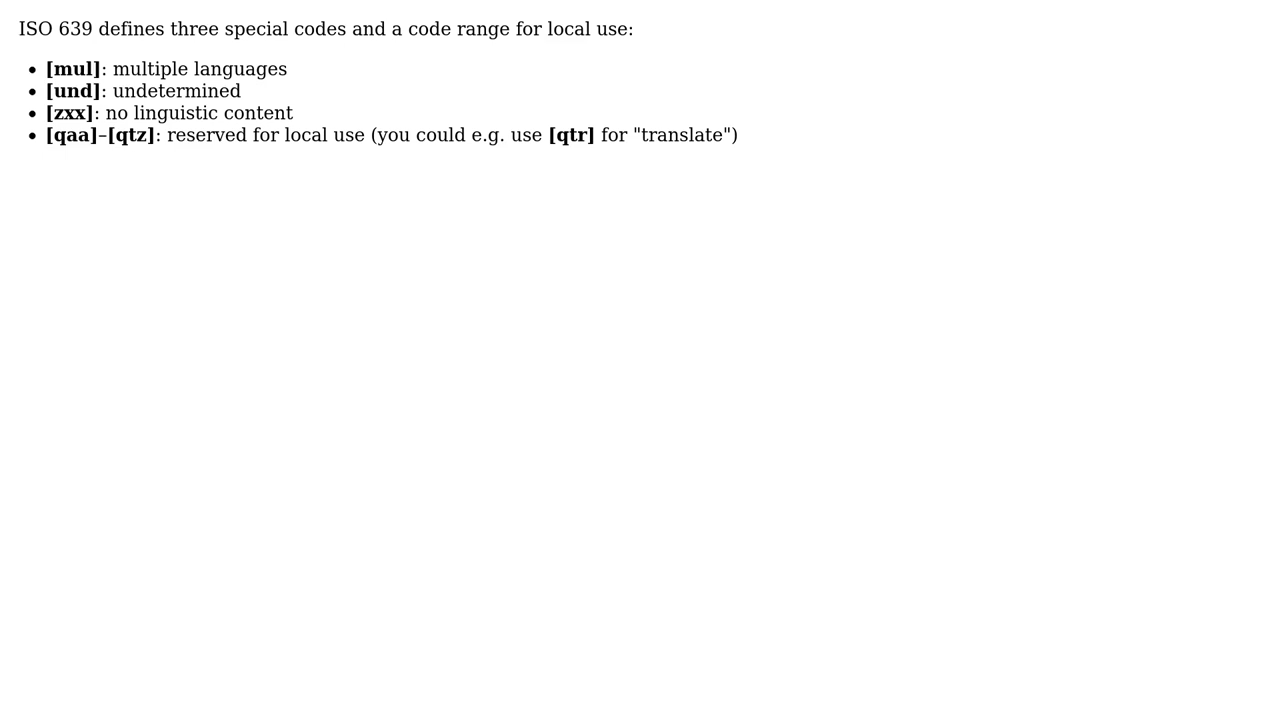 ISO 639 defines three special codes and a code range for local use:
• [mul]: multiple languages
• [und]: undetermined
• [zxx]: no linguistic content
• [qaa]–[qtz]: reserved for local use (you could e.g. use [qtr] for "translate")